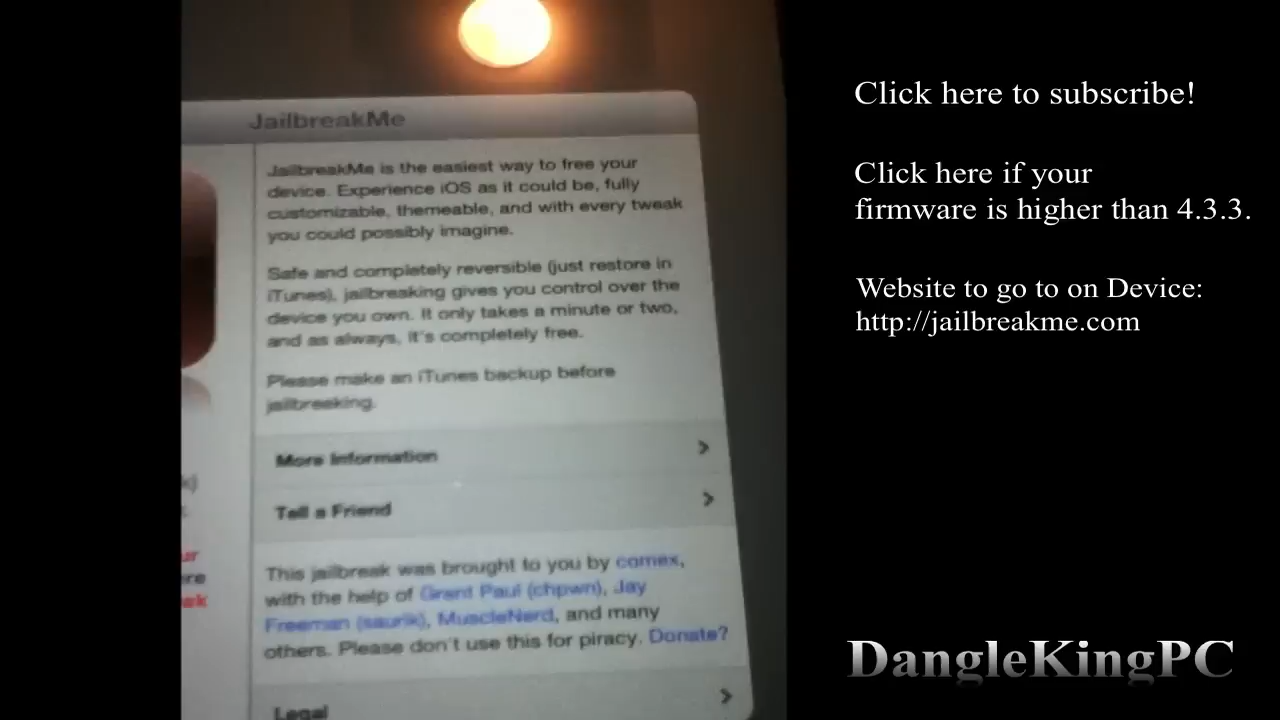 JailbreakMe
JailbreakMe is the easiest way to free your
device. Experience iOS as it could be, fully
customizable, themeable, and with every tweak
you could possibly imagine.
Safe and completely reversible (just restore in
iTunes), jailbreaking gives you control over the
device you own. It only takes a minute or two,
and as always, it's completely free.
Please make an iTunes backup before
jailbreaking.
More Information
Tell a Friend
This jailbreak was brought to you by comex,
with the help of Grant Paul (chpwn), Jay
Freeman (saurik), MuscleNerd, and many
others. Please don't use this for piracy. Donate?
Legal
Click here to subscribe!
Click here if your
firmware is higher than 4.3.3.
Website to go to on Device:
http://jailbreakme.com
DangleKingPC